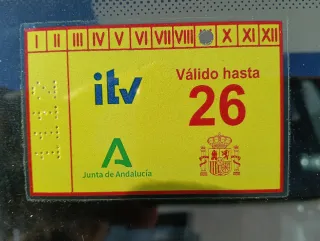 I II III IV V VI VII VIII X XI XII
itv
Válido hasta
26
Junta de Andalucía